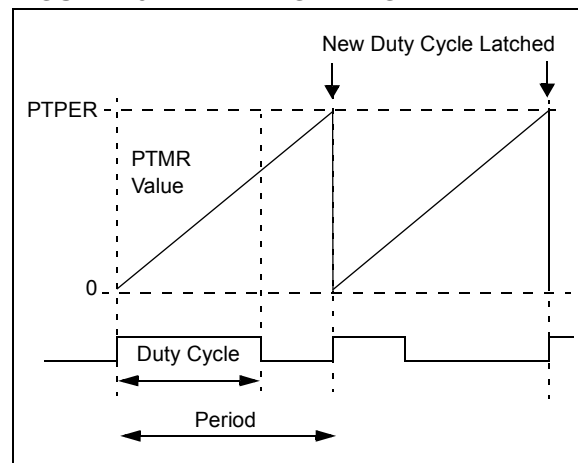 New Duty Cycle Latched
PTPER
PTMR
Value
0
Duty Cycle
Period